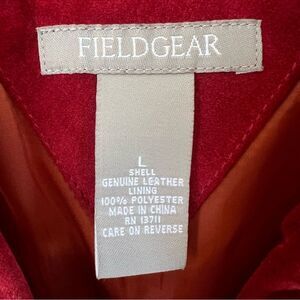 FIELDGEAR
L
SHELL
GENUINE LEATHER
LINING
100% POLYESTER
MADE IN CHINA
RN 13711
CARE ON REVERSE